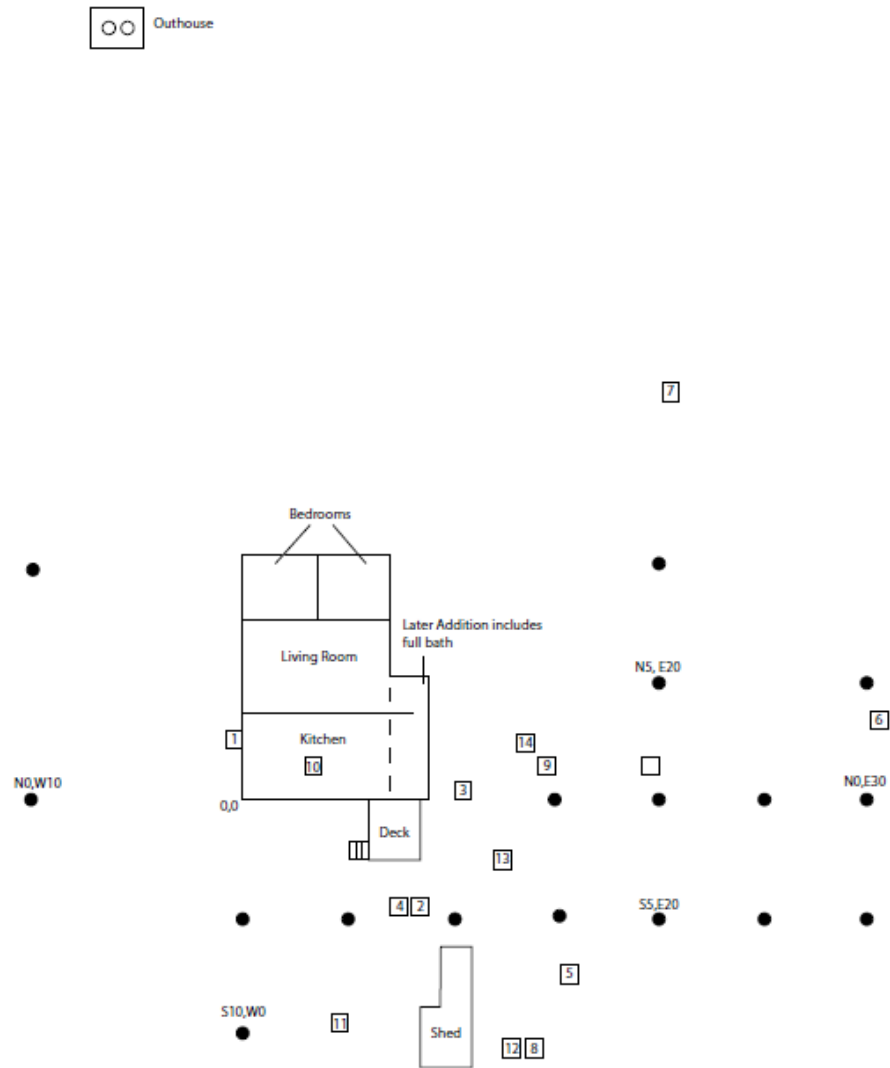 Outhouse
7
Bedrooms
Later Addition includes
full bath
Living Room
N5, E20
6
1
Kitchen
14
10
9
N0,W10
3
N0,E30
0,0
Deck
13
4
2
S5,E20
5
S10,W0
11
Shed
12
8